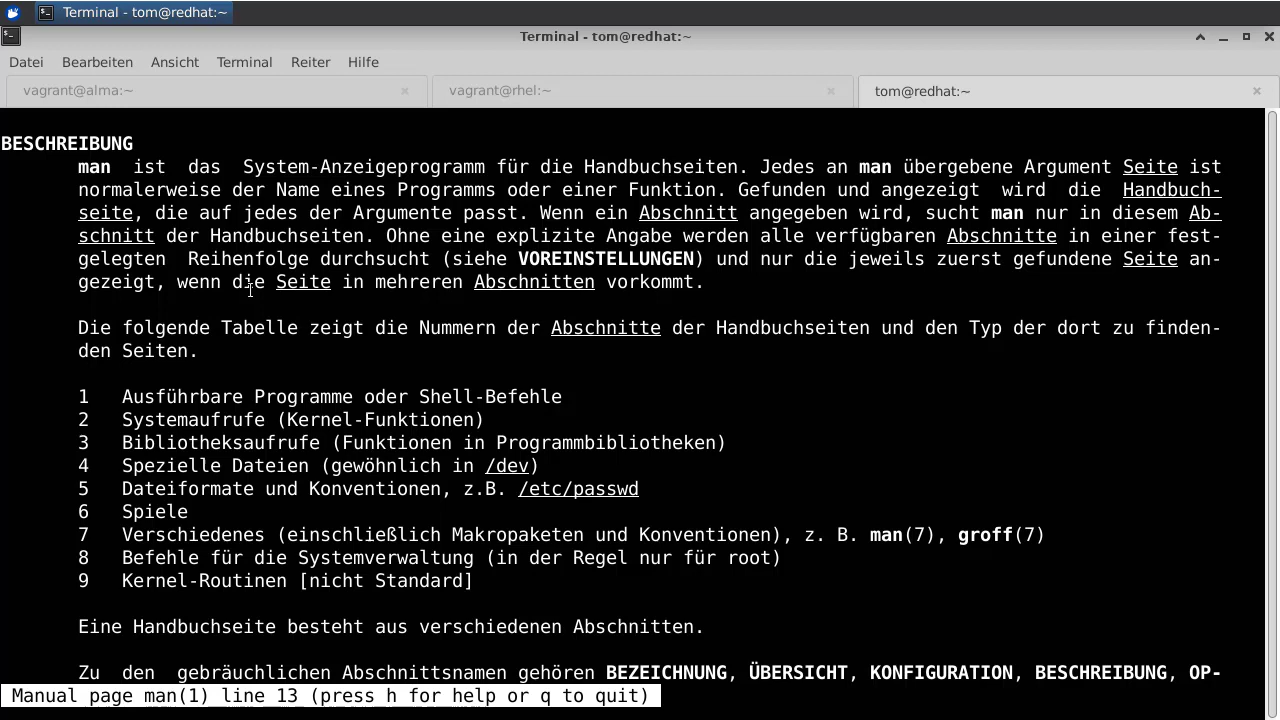 Terminal - tom@redhat:~
Terminal - tom@redhat:~
Datei Bearbeiten Ansicht Terminal Reiter Hilfe
vagrant@alma:~ vagrant@rhel:~ tom@redhat:~
BESCHREIBUNG
man ist das System-Anzeigeprogramm für die Handbuchseiten. Jedes an man übergebene Argument Seite ist
normalerweise der Name eines Programms oder einer Funktion. Gefunden und angezeigt wird die Handbuch-
seite, die auf jedes der Argumente passt. Wenn ein Abschnitt angegeben wird, sucht man nur in diesem Ab-
schnitt der Handbuchseiten. Ohne eine explizite Angabe werden alle verfügbaren Abschnitte in einer fest-
gelegten Reihenfolge durchsucht (siehe VOREINSTELLUNGEN) und nur die jeweils zuerst gefundene Seite an-
gezeigt, wenn die Seite in mehreren Abschnitten vorkommt.
Die folgende Tabelle zeigt die Nummern der Abschnitte der Handbuchseiten und den Typ der dort zu finden-
den Seiten.
1 Ausführbare Programme oder Shell-Befehle
2 Systemaufrufe (Kernel-Funktionen)
3 Bibliotheksaufrufe (Funktionen in Programmbibliotheken)
4 Spezielle Dateien (gewöhnlich in /dev)
5 Dateiformate und Konventionen, z.B. /etc/passwd
6 Spiele
7 Verschiedenes (einschließlich Makropaketen und Konventionen), z. B. man(7), groff(7)
8 Befehle für die Systemverwaltung (in der Regel nur für root)
9 Kernel-Routinen [nicht Standard]
Eine Handbuchseite besteht aus verschiedenen Abschnitten.
Zu den gebräuchlichen Abschnittsnamen gehören BEZEICHNUNG, ÜBERSICHT, KONFIGURATION, BESCHREIBUNG, OP-
Manual page man(1) line 13 (press h for help or q to quit)